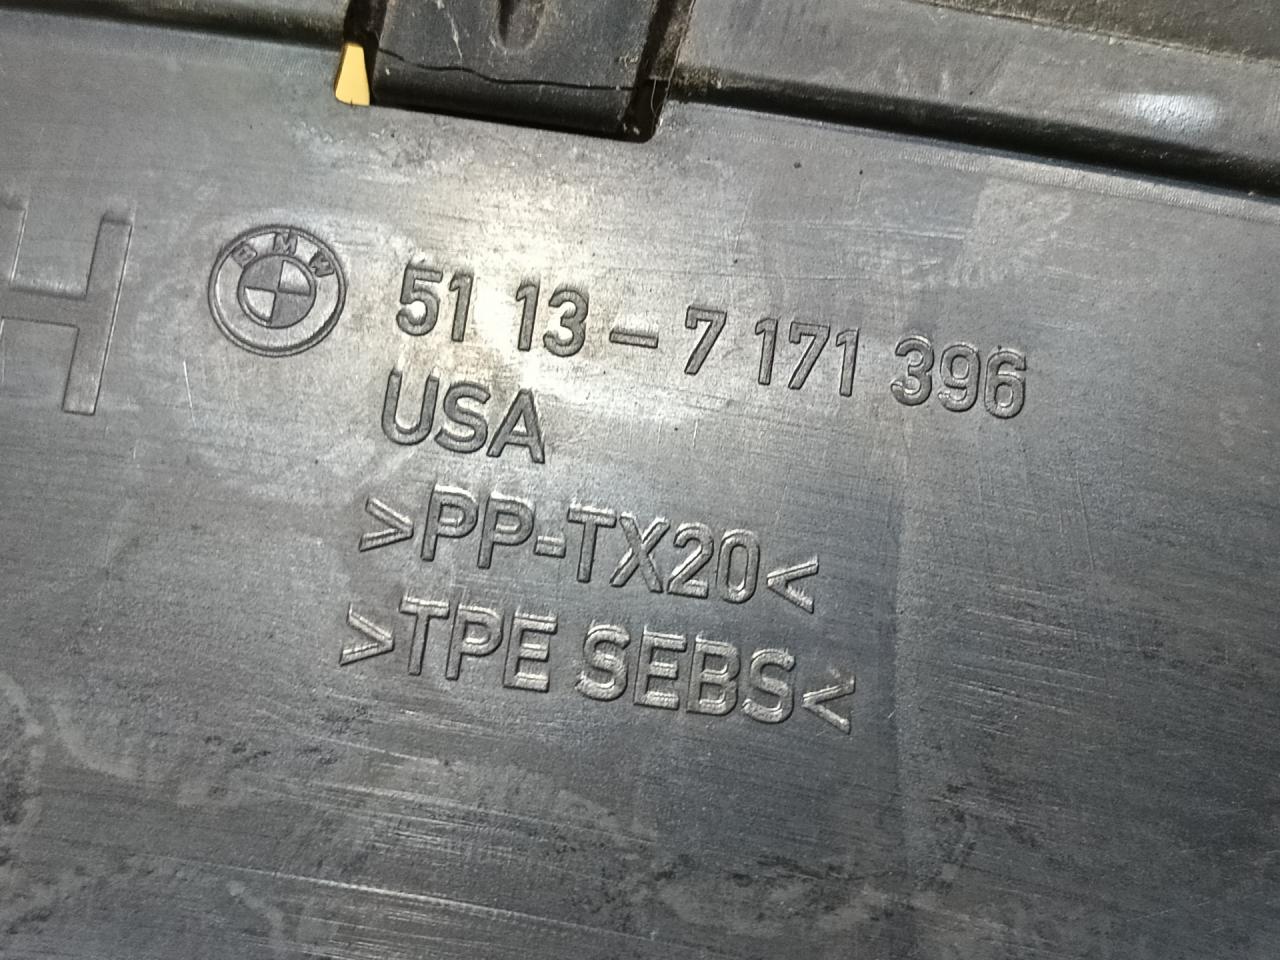 H
BMW
51 13 - 7 171 396
USA
>PP-TX20<
>TPE SEBS<